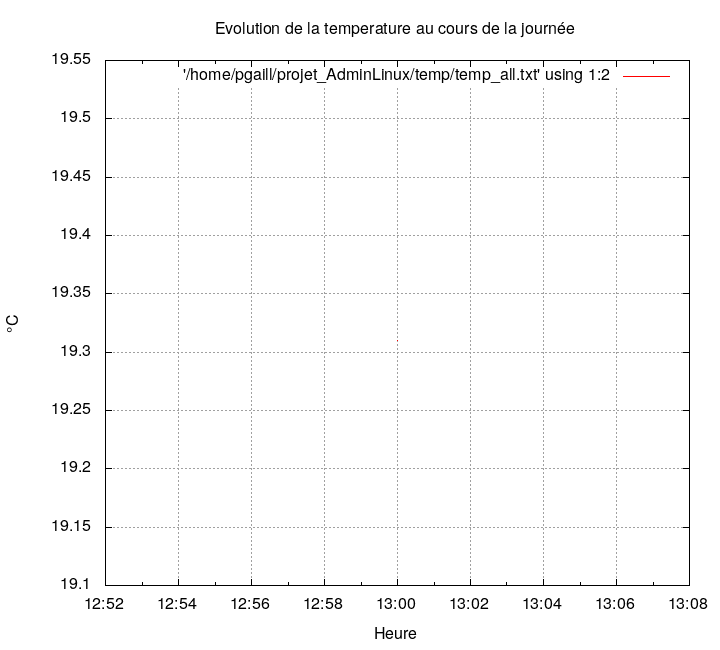 Evolution de la temperature au cours de la journée
'/home/pgaill/projet_AdminLinux/temp/temp_all.txt' using 1:2
19.55
19.5
19.45
19.4
19.35
19.3
19.25
19.2
19.15
19.1
°C
12:52 12:54 12:56 12:58 13:00 13:02 13:04 13:06 13:08
Heure